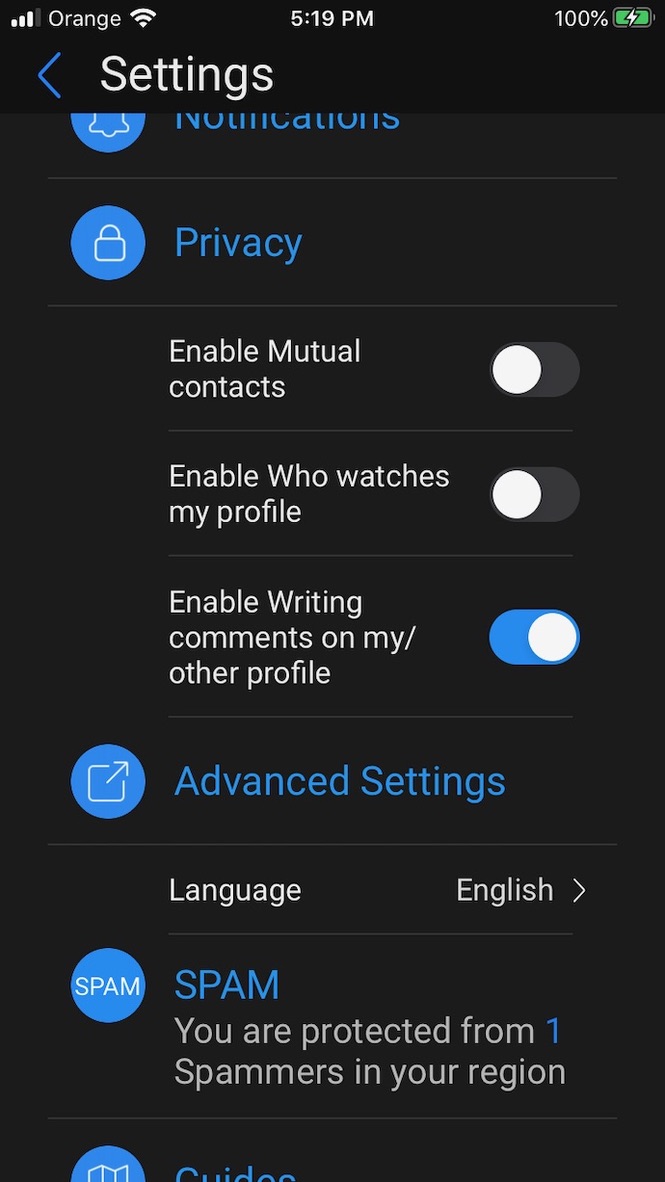 Orange 5:19 PM 100%
Settings
Notifications
Privacy
Enable Mutual
contacts
Enable Who watches
my profile
Enable Writing
comments on my/
other profile
Advanced Settings
Language English
SPAM SPAM
You are protected from 1
Spammers in your region
Guides